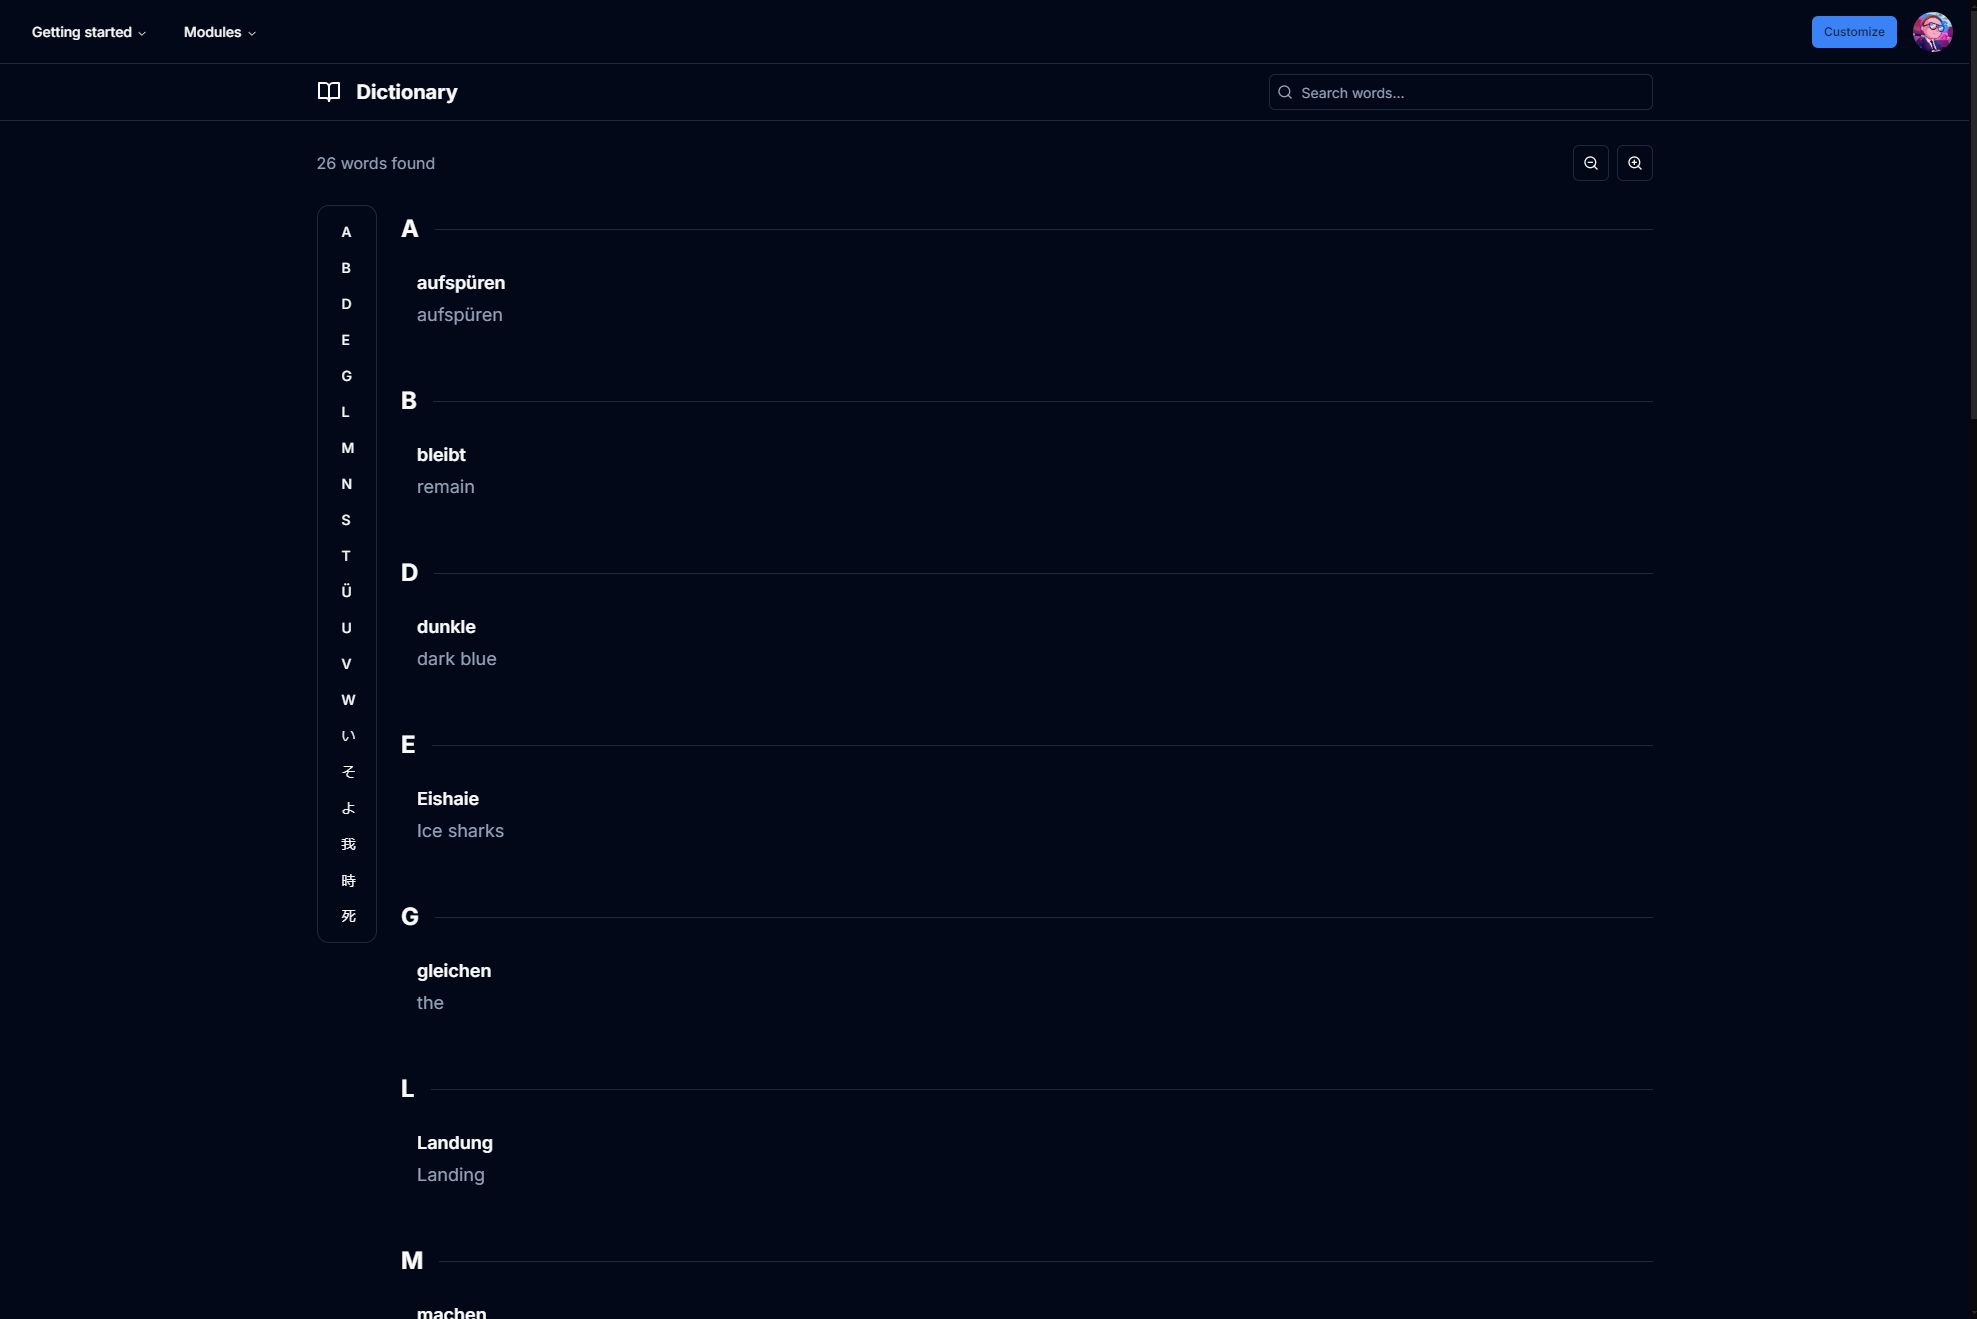 Getting started
Modules
Customize
Dictionary
Search words...
26 words found
A
B
D
E
G
L
M
N
S
T
Ü
U
V
W
い
そ
よ
我
時
死
A
aufspüren
aufspüren
B
bleibt
remain
D
dunkle
dark blue
E
Eishaie
Ice sharks
G
gleichen
the
L
Landung
Landing
M
machen